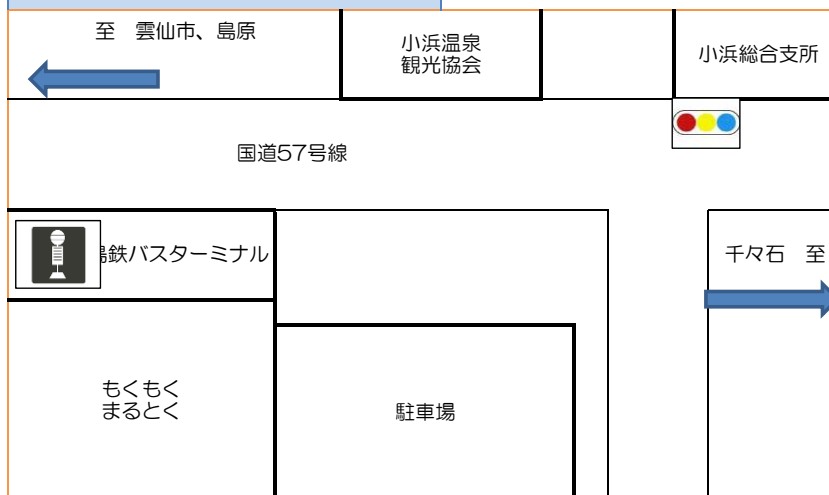 至　雲仙市、島原
小浜温泉
観光協会
小浜総合支所
国道57号線
鉄バスターミナル
千々石　至
もくもく
まるとく
駐車場